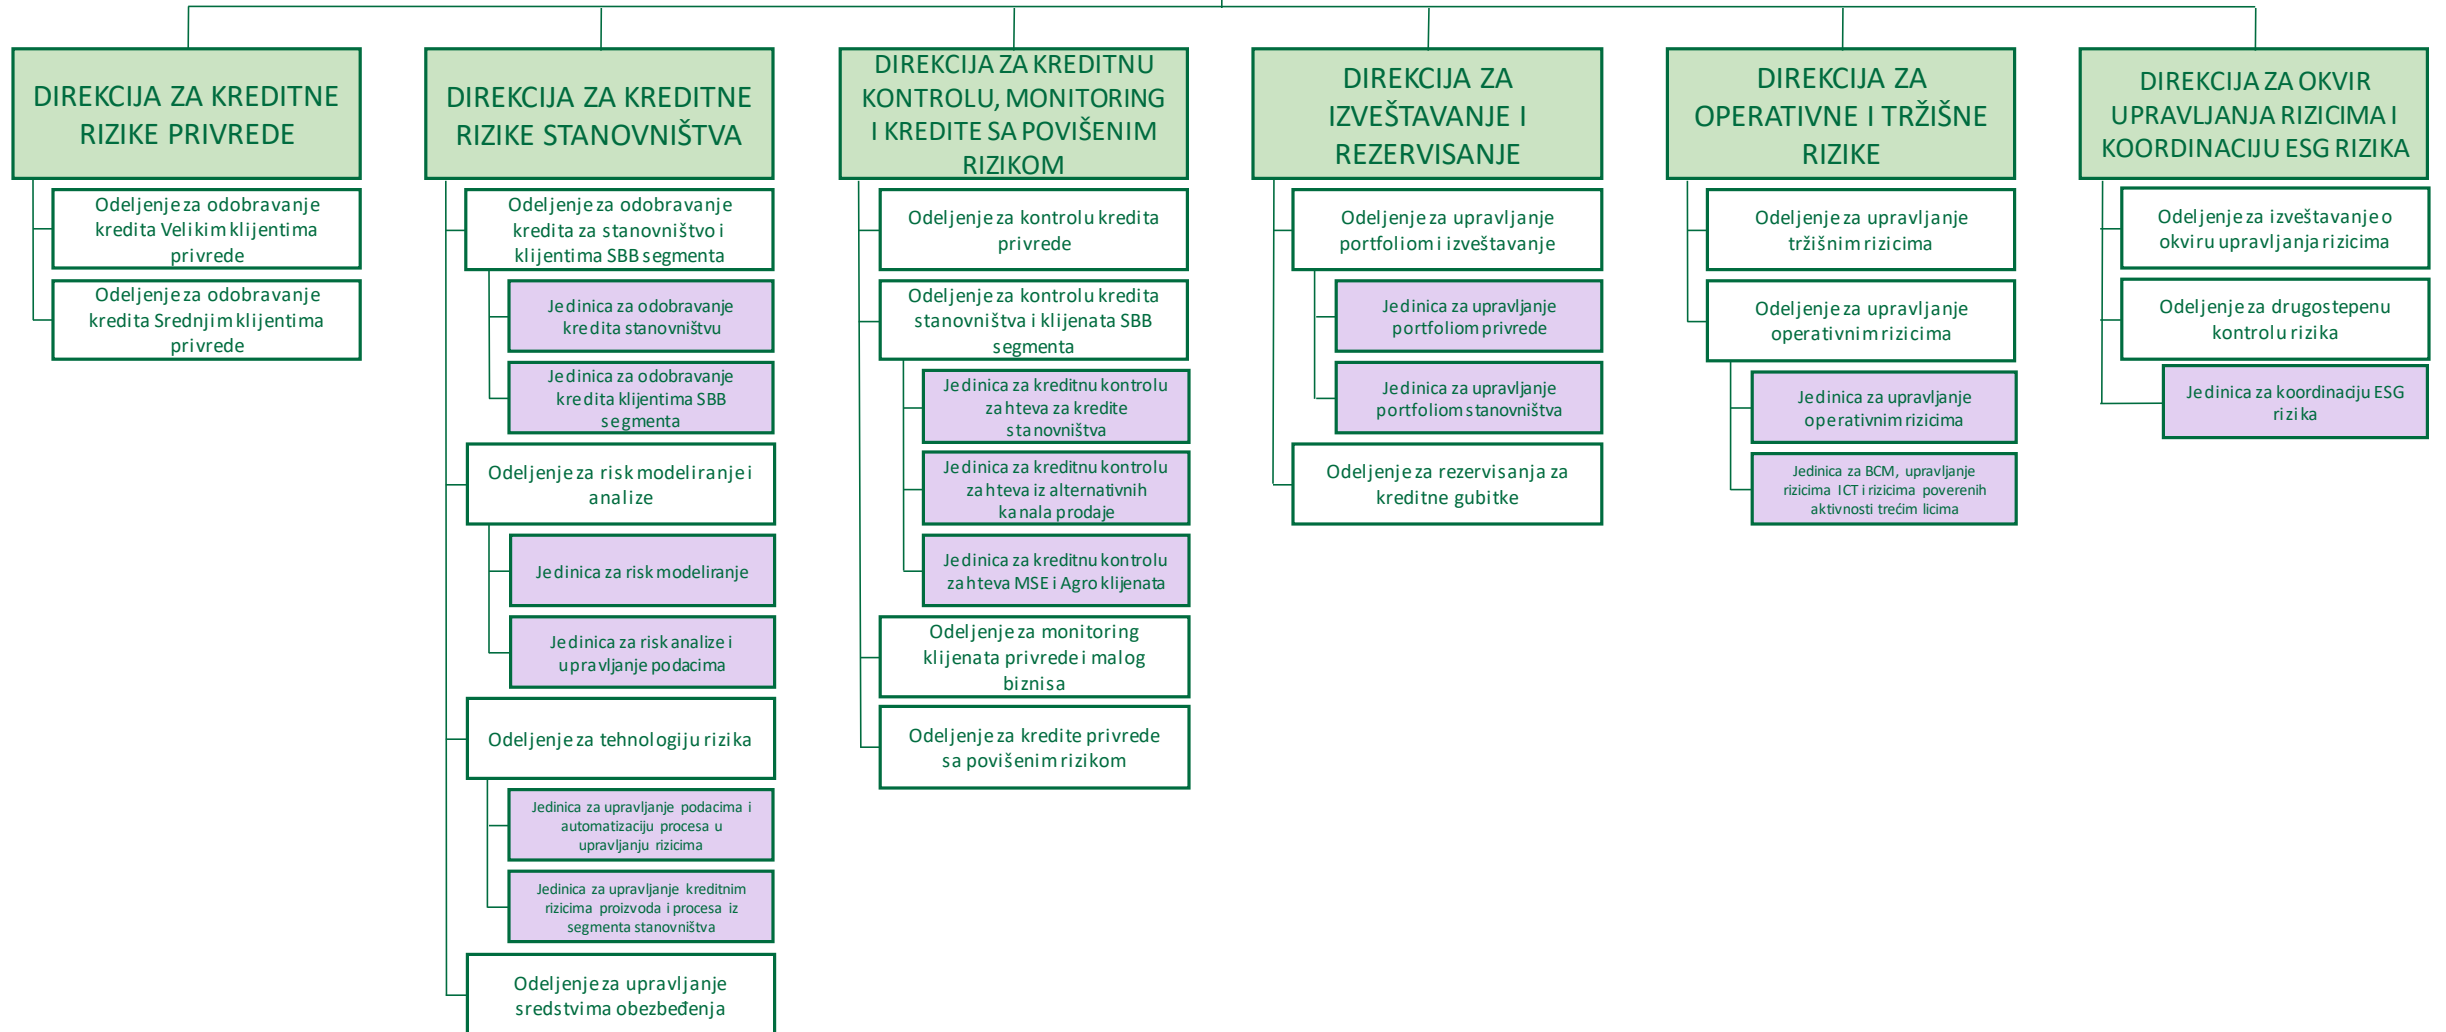 DIREKCIJA ZA KREDITNE
RIZIKE PRIVREDE
Odeljenje za odobravanje
kredita Velikim klijentima
privrede
Odeljenje za odobravanje
kredita Srednjim klijentima
privrede
DIREKCIJA ZA KREDITNE
RIZIKE STANOVNIŠTVA
Odeljenje za odobravanje
kredita za stanovništvo i
klijentima SBB segmenta
Jedinica za odobravanje
kredita stanovništvu
Jedinica za odobravanje
kredita klijentima SBB
segmenta
Odeljenje za risk modeliranje i
analize
Jedinica za risk modeliranje
Jedinica za risk analize i
upravljanje podacima
Odeljenje za tehnologiju rizika
Jedinica za upravljanje podacima i
automatizaciju procesa u
upravljanju rizicima
Jedinica za upravljanje kreditnim
rizicima proizvoda i procesa iz
segmenta stanovništva
Odeljenje za upravljanje
sredstvima obezbeđenja
DIREKCIJA ZA KREDITNU
KONTROLU, MONITORING
I KREDITE SA POVIŠENIM
RIZIKOM
Odeljenje za kontrolu kredita
privrede
Odeljenje za kontrolu kredita
stanovništva i klijenata SBB
segmenta
Jedinica za kreditnu kontrolu
zahteva za kredite
stanovništva
Jedinica za kreditnu kontrolu
zahteva iz alternativnih
kanala prodaje
Jedinica za kreditnu kontrolu
zahteva MSE i Agro klijenata
Odeljenje za monitoring
klijenata privrede i malog
biznisa
Odeljenje za kredite privrede
sa povišenim rizikom
DIREKCIJA ZA
IZVEŠTAVANJE I
REZERVISANJE
Odeljenje za upravljanje
portfoliom i izveštavanje
Jedinica za upravljanje
portfoliom privrede
Jedinica za upravljanje
portfoliom stanovništva
Odeljenje za rezervisanja za
kreditne gubitke
DIREKCIJA ZA
OPERATIVNE I TRŽIŠNE
RIZIKE
Odeljenje za upravljanje
tržišnim rizicima
Odeljenje za upravljanje
operativnim rizicima
Jedinica za upravljanje
operativnim rizicima
Jedinica za BCM, upravljanje
rizicima ICT i rizicima poverenih
aktivnosti trećim licima
DIREKCIJA ZA OKVIR
UPRAVLJANJA RIZICIMA I
KOORDINACIJU ESG RIZIKA
Odeljenje za izveštavanje o
okviru upravljanja rizicima
Odeljenje za drugostepenu
kontrolu rizika
Jedinica za koordinaciju ESG
rizika